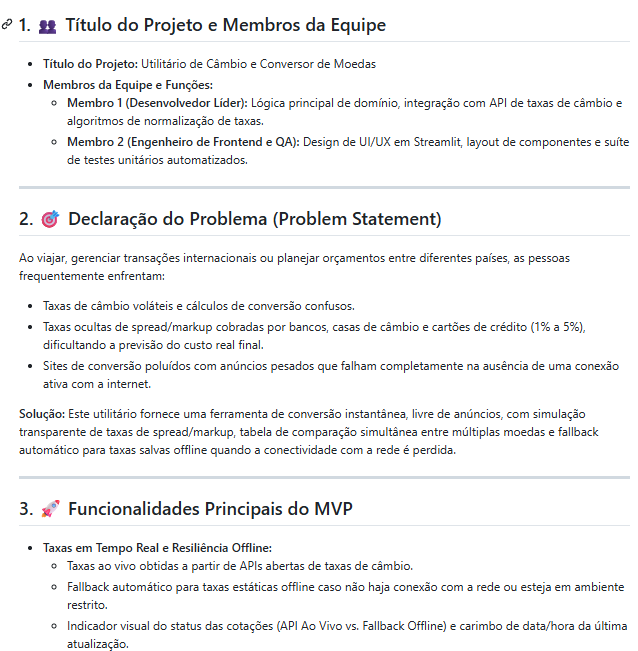 1. 👥 Título do Projeto e Membros da Equipe
• Título do Projeto: Utilitário de Câmbio e Conversor de Moedas
• Membros da Equipe e Funções:
◦ Membro 1 (Desenvolvedor Líder): Lógica principal de domínio, integração com API de taxas de câmbio e
algoritmos de normalização de taxas.
◦ Membro 2 (Engenheiro de Frontend e QA): Design de UI/UX em Streamlit, layout de componentes e suíte
de testes unitários automatizados.
2. 🎯 Declaração do Problema (Problem Statement)
Ao viajar, gerenciar transações internacionais ou planejar orçamentos entre diferentes países, as pessoas
frequentemente enfrentam:
• Taxas de câmbio voláteis e cálculos de conversão confusos.
• Taxas ocultas de spread/markup cobradas por bancos, casas de câmbio e cartões de crédito (1% a 5%),
dificultando a previsão do custo real final.
• Sites de conversão poluídos com anúncios pesados que falham completamente na ausência de uma conexão
ativa com a internet.
Solução: Este utilitário fornece uma ferramenta de conversão instantânea, livre de anúncios, com simulação
transparente de taxas de spread/markup, tabela de comparação simultânea entre múltiplas moedas e fallback
automático para taxas salvas offline quando a conectividade com a rede é perdida.
3. 🚀 Funcionalidades Principais do MVP
• Taxas em Tempo Real e Resiliência Offline:
◦ Taxas ao vivo obtidas a partir de APIs abertas de taxas de câmbio.
◦ Fallback automático para taxas estáticas offline caso não haja conexão com a rede ou esteja em ambiente
restrito.
◦ Indicador visual do status das cotações (API Ao Vivo vs. Fallback Offline) e carimbo de data/hora da última
atualização.